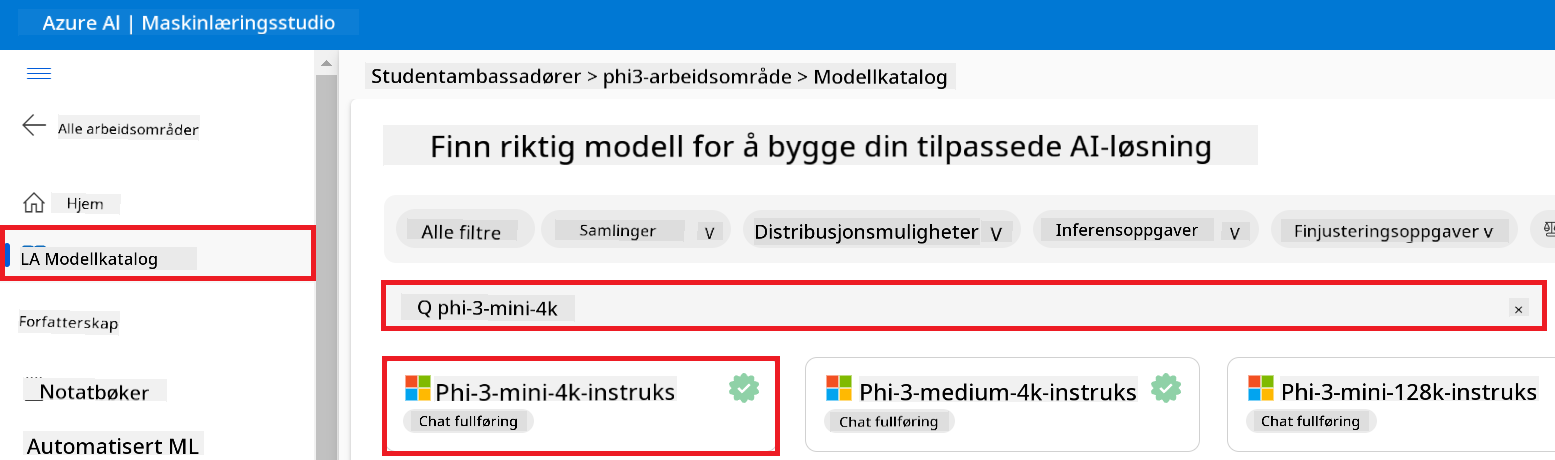 Azure AI | Maskinlæringsstudio
Studentambassadører > phi3-arbeidsområde > Modellkatalog
Alle arbeidsområder
Finn riktig modell for å bygge din tilpassede AI-løsning
Hjem
Alle filtre
Samlinger v
Distribusjonsmuligheter v
Inferensoppgaver v
Finjusteringsoppgaver v
LA Modellkatalog
Q phi-3-mini-4k ×
Forfatterskap
Phi-3-mini-4k-instruks
Chat fullføring
Phi-3-medium-4k-instruks
Chat fullføring
Phi-3-mini-128k-instruks
Chat fullføring
__Notatbøker
Automatisert ML